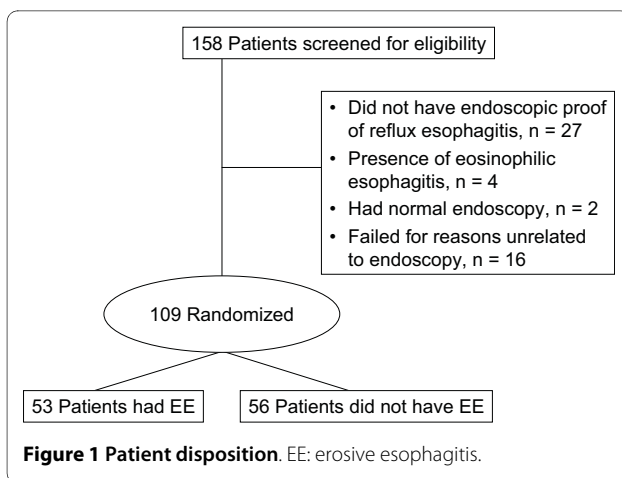 158 Patients screened for eligibility
• Did not have endoscopic proof
of reflux esophagitis, n = 27
• Presence of eosinophilic
esophagitis, n = 4
• Had normal endoscopy, n = 2
• Failed for reasons unrelated
to endoscopy, n = 16
109 Randomized
53 Patients had EE
56 Patients did not have EE
Figure 1 Patient disposition. EE: erosive esophagitis.